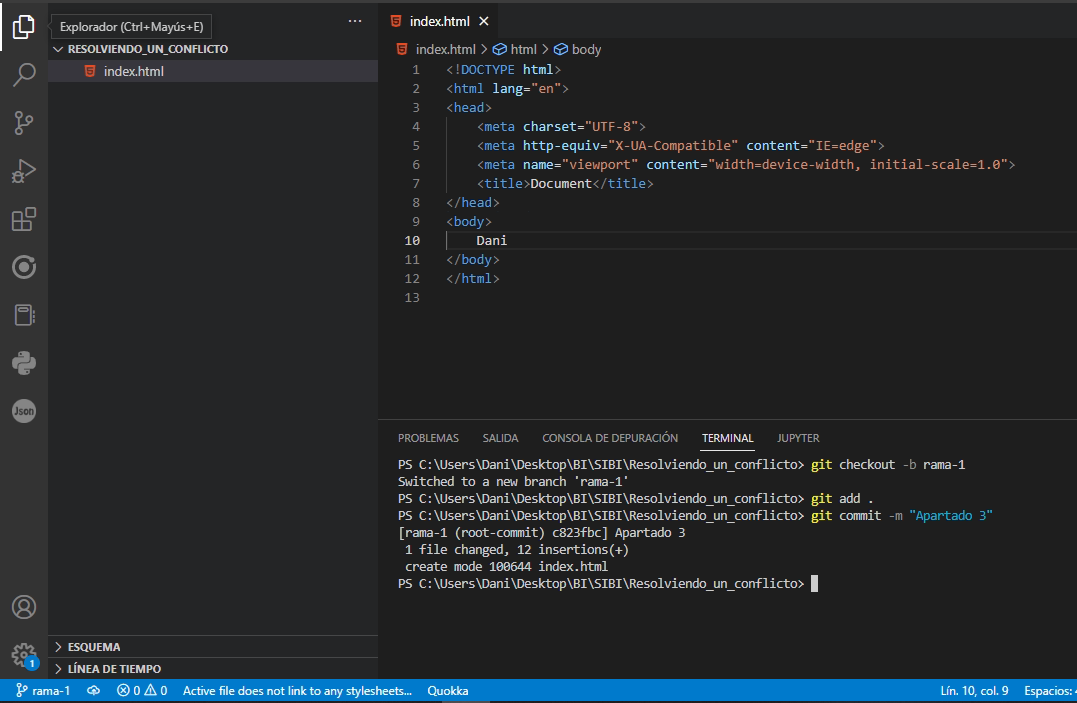 Explorador (Ctrl+Mayús+E)
RESOLVIENDO_UN_CONFLICTO
index.html
index.html
index.html > html > body
1 <!DOCTYPE html>
2 <html lang="en">
3 <head>
4 <meta charset="UTF-8">
5 <meta http-equiv="X-UA-Compatible" content="IE=edge">
6 <meta name="viewport" content="width=device-width, initial-scale=1.0">
7 <title>Document</title>
8 </head>
9 <body>
10 Dani
11 </body>
12 </html>
13
PROBLEMAS SALIDA CONSOLA DE DEPURACIÓN TERMINAL JUPYTER
PS C:\Users\Dani\Desktop\BI\SIBI\Resolviendo_un_conflicto> git checkout -b rama-1
Switched to a new branch 'rama-1'
PS C:\Users\Dani\Desktop\BI\SIBI\Resolviendo_un_conflicto> git add .
PS C:\Users\Dani\Desktop\BI\SIBI\Resolviendo_un_conflicto> git commit -m "Apartado 3"
[rama-1 (root-commit) c823fbc] Apartado 3
1 file changed, 12 insertions(+)
create mode 100644 index.html
PS C:\Users\Dani\Desktop\BI\SIBI\Resolviendo_un_conflicto>
Json
ESQUEMA
LÍNEA DE TIEMPO
1
rama-1 0 0 Active file does not link to any stylesheets... Quokka Lín. 10, col. 9 Espacios: 4